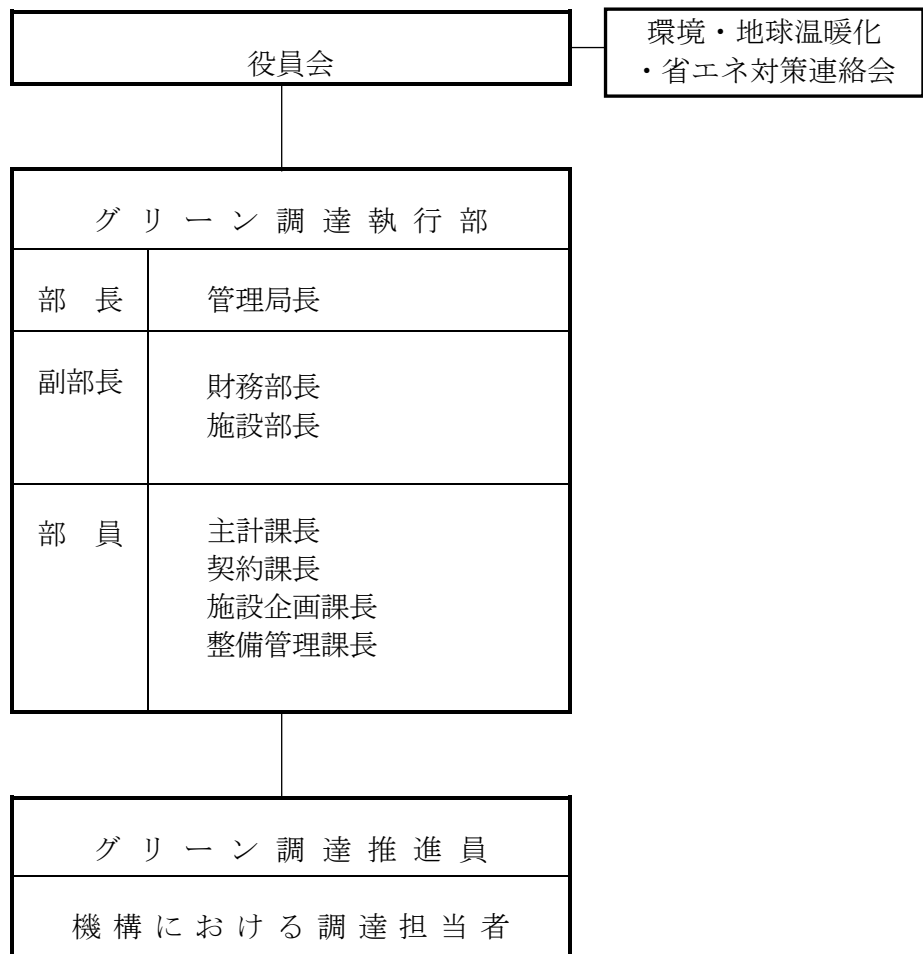 役員会
環境・地球温暖化
・省エネ対策連絡会
グリーン調達執行部
部　長　管理局長
副部長　財務部長
施設部長
部　員　主計課長
契約課長
施設企画課長
整備管理課長
グリーン調達推進員
機構における調達担当者